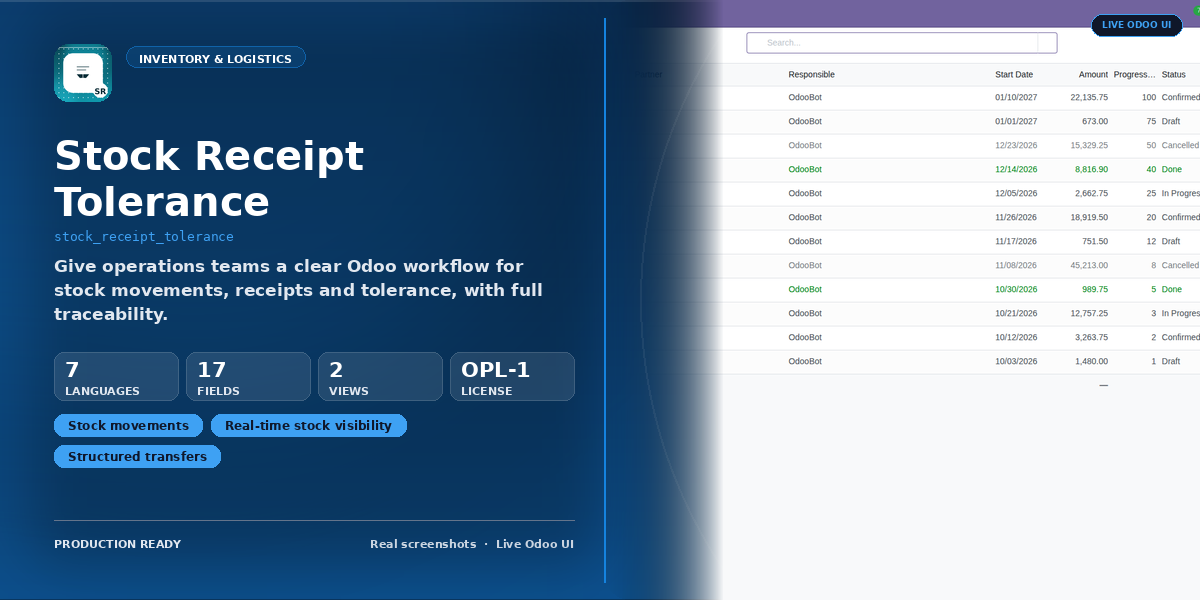 SR
INVENTORY & LOGISTICS
Stock Receipt
Tolerance
stock_receipt_tolerance
Give operations teams a clear Odoo workflow for
stock movements, receipts and tolerance, with full
traceability.
7
LANGUAGES
17
FIELDS
2
VIEWS
OPL-1
LICENSE
Stock movements
Real-time stock visibility
Structured transfers
PRODUCTION READY
Real screenshots · Live Odoo UI
LIVE ODOO UI
Search...
Responsible Start Date Amount Progress... Status
OdooBot 01/10/2027 22,135.75 100 Confirmed
OdooBot 01/01/2027 673.00 75 Draft
OdooBot 12/23/2026 15,329.25 50 Cancelled
OdooBot 12/14/2026 8,816.90 40 Done
OdooBot 12/05/2026 2,662.75 25 In Progres
OdooBot 11/26/2026 18,919.50 20 Confirmed
OdooBot 11/17/2026 751.50 12 Draft
OdooBot 11/08/2026 45,213.00 8 Cancelled
OdooBot 10/30/2026 989.75 5 Done
OdooBot 10/21/2026 12,757.25 3 In Progres
OdooBot 10/12/2026 3,263.75 2 Confirmed
OdooBot 10/03/2026 1,480.00 1 Draft
—